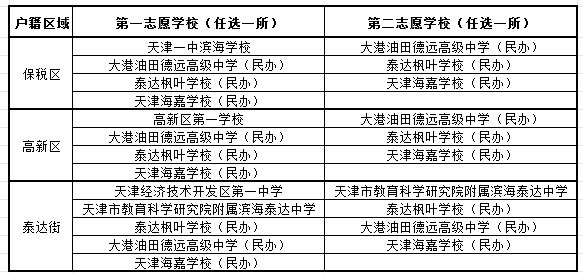 户籍区域 第一志愿学校（任选一所） 第二志愿学校（任选一所）
保税区 天津一中滨海学校 大港油田德远高级中学（民办）
大港油田德远高级中学（民办） 泰达枫叶学校（民办）
泰达枫叶学校（民办） 天津海嘉学校（民办）
天津海嘉学校（民办）
高新区 高新区第一学校 大港油田德远高级中学（民办）
大港油田德远高级中学（民办） 泰达枫叶学校（民办）
泰达枫叶学校（民办） 天津海嘉学校（民办）
天津海嘉学校（民办）
泰达街 天津经济技术开发区第一中学 天津市教育科学研究院附属滨海泰达中学
天津市教育科学研究院附属滨海泰达中学 泰达枫叶学校（民办）
泰达枫叶学校（民办） 大港油田德远高级中学（民办）
大港油田德远高级中学（民办） 天津海嘉学校（民办）
天津海嘉学校（民办）